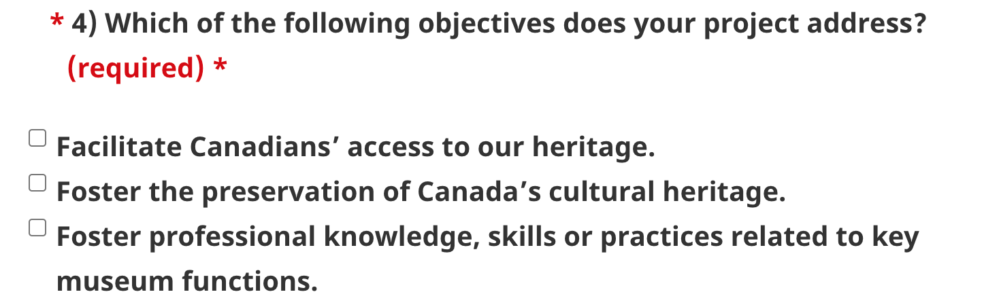 * 4) Which of the following objectives does your project address?
(required) *
Facilitate Canadians’ access to our heritage.
Foster the preservation of Canada’s cultural heritage.
Foster professional knowledge, skills or practices related to key
museum functions.